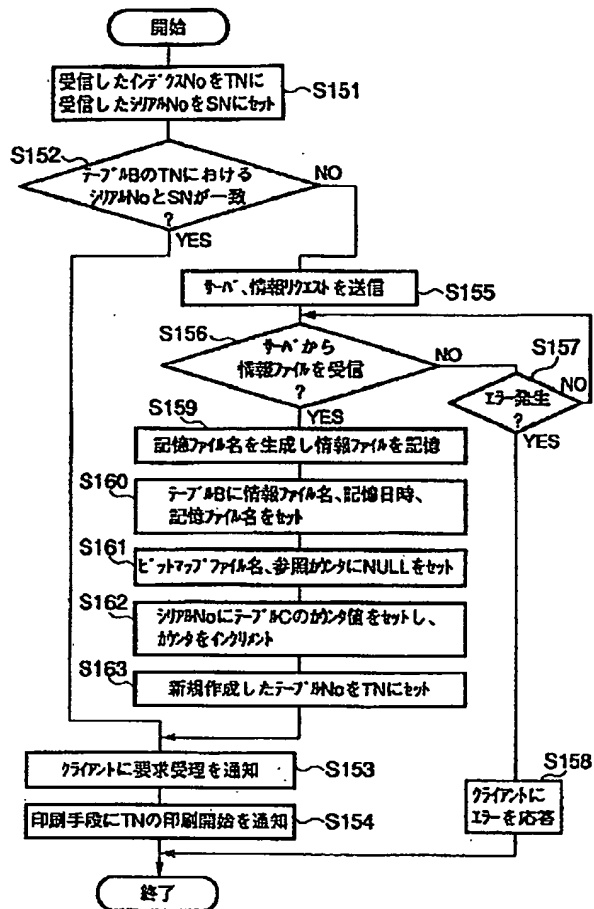 開始
受信したインデクスNoをTNに
受信したシリアルNoをSNにセット
S151
S152
テーブルBのTNにおける
シリアルNoとSNが一致
?
NO
YES
サーバ、情報リクエストを送信
S155
S156
サーバから
情報ファイルを受信
?
NO
YES
S157
エラー発生
?
NO
YES
S159
記憶ファイル名を生成し情報ファイルを記憶
S160
テーブルBに情報ファイル名、記憶日時、
記憶ファイル名をセット
S161
ビットマップファイル名、参照カウンタにNULLをセット
S162
シリアルNoにテーブルCのカウンタ値をセットし、
カウンタをインクリメント
S163
新規作成したテーブルNoをTNにセット
クライアントに要求受理を通知
S153
印刷手段にTNの印刷開始を通知
S154
S158
クライアントに
エラーを応答
終了